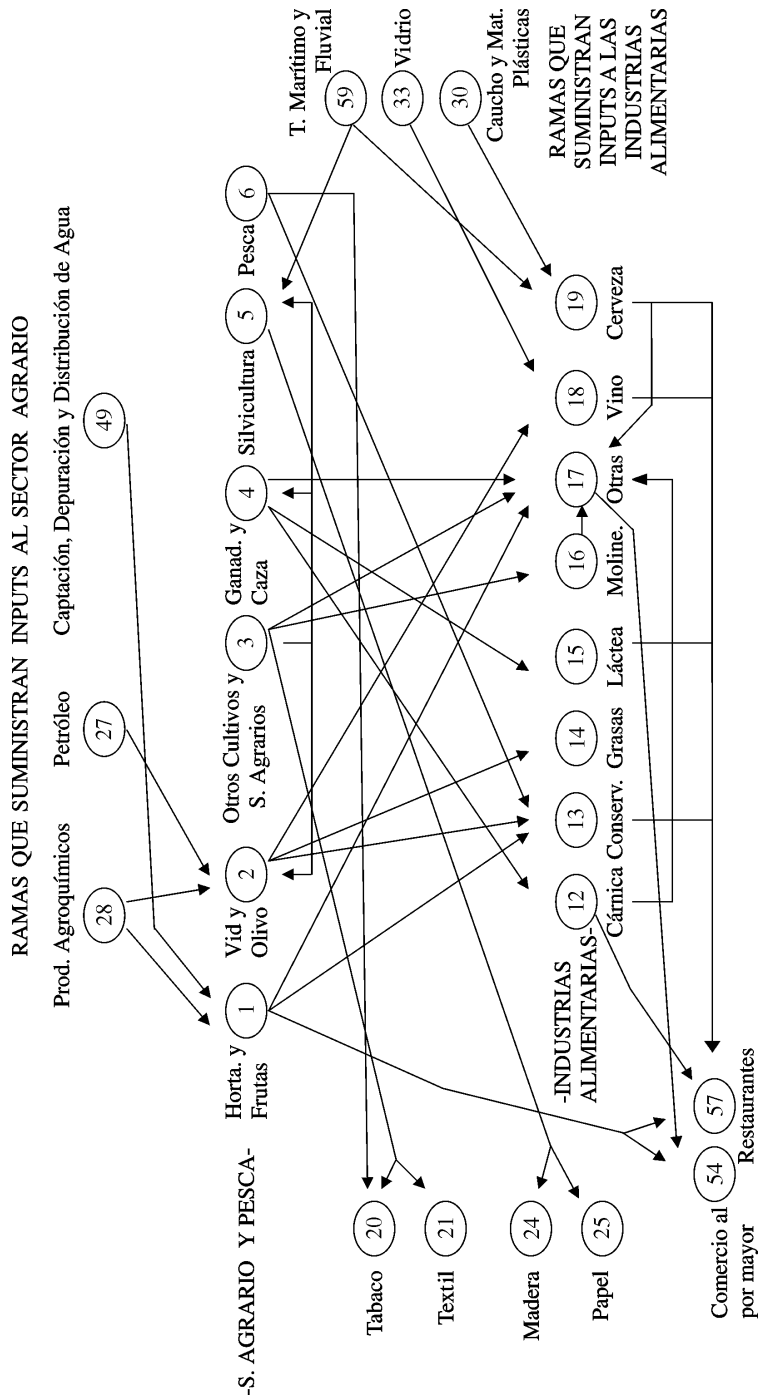 RAMAS QUE SUMINISTRAN INPUTS AL SECTOR AGRARIO
Prod. Agroquímicos
Petróleo
Captación, Depuración y Distribución de Agua
28
27
49
-S. AGRARIO Y PESCA-
Horta. y
Frutas
1
Vid y
Olivo
2
Otros Cultivos y
S. Agrarios
3
Ganad. y
Caza
4
Silvicultura
5
Pesca
6
T. Marítimo y
Fluvial
59
Vidrio
33
30
Caucho y Mat.
Plásticas
RAMAS QUE
SUMINISTRAN
INPUTS A LAS
INDUSTRIAS
ALIMENTARIAS
Tabaco
20
Textil
21
Madera
24
Papel
25
-INDUSTRIAS
ALIMENTARIAS-
12
13
14
15
16
17
18
19
Cárnica
Conserv.
Grasas
Láctea
Moline.
Otras
Vino
Cerveza
54
57
Comercio al
por mayor
Restaurantes